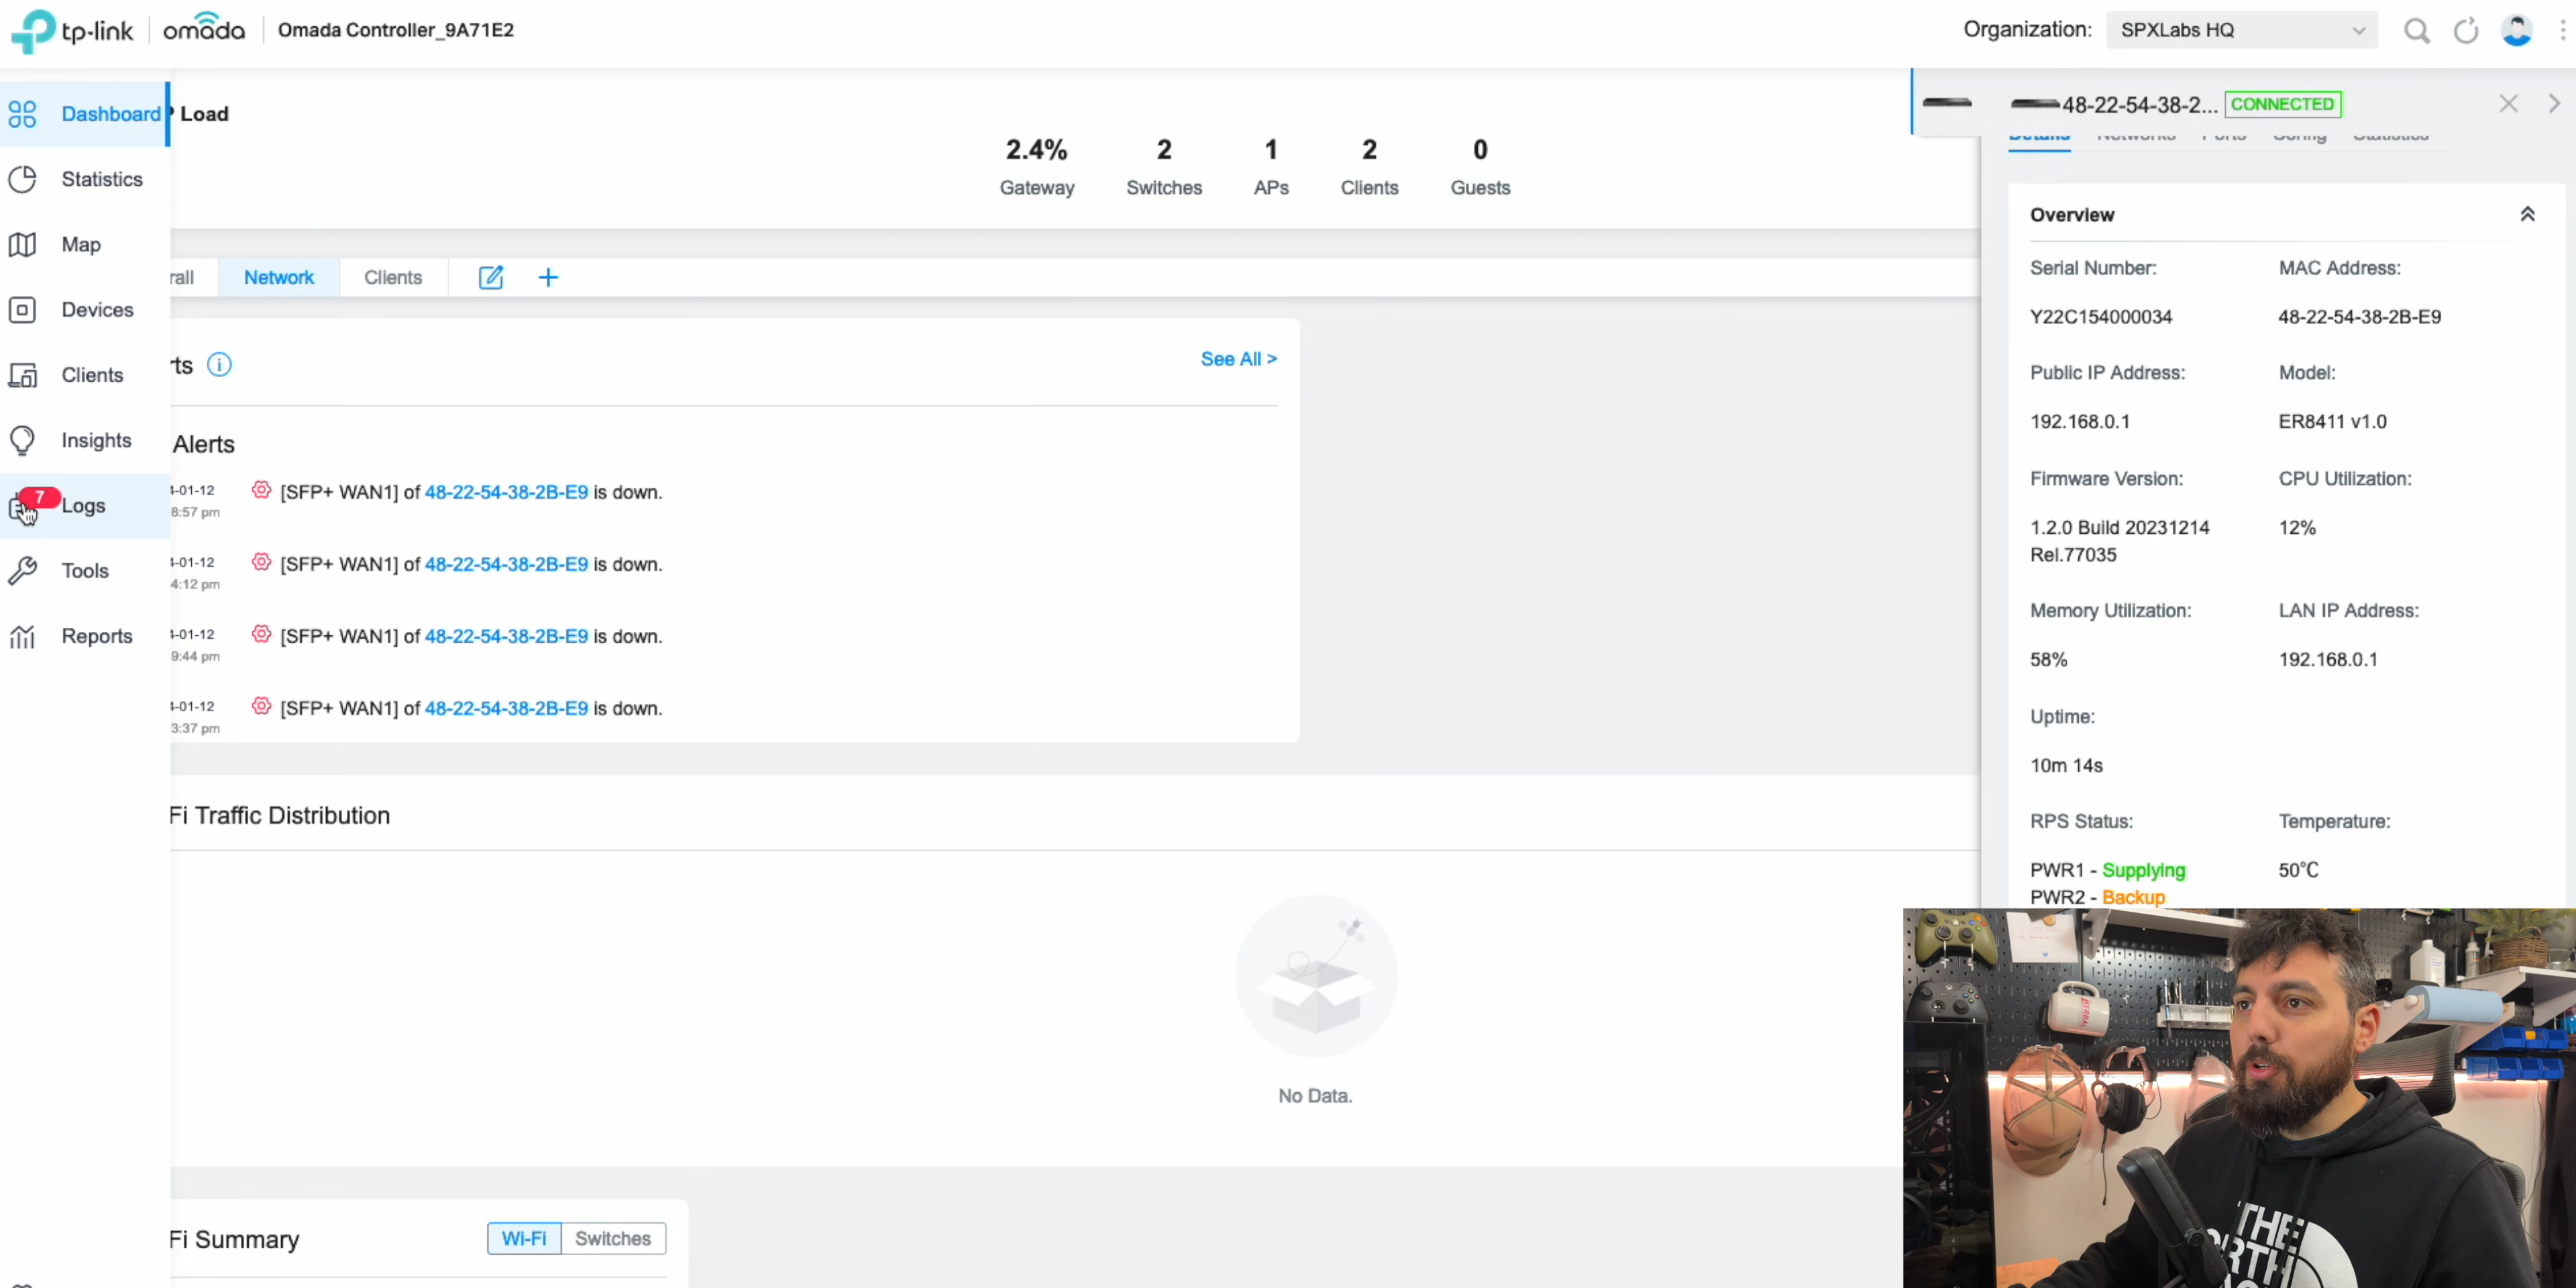 tp-link | omada | Omada Controller_9A71E2
Organization: SPXLabs HQ
Dashboard
Statistics
Map
Devices
Clients
Insights
7
Logs
Tools
Reports
Load
2.4%
Gateway
2
Switches
1
APs
2
Clients
0
Guests
rall
Network
Clients
rts
See All >
Alerts
4-01-12
8:57 pm
[SFP+ WAN1] of 48-22-54-38-2B-E9 is down.
4-01-12
4:12 pm
[SFP+ WAN1] of 48-22-54-38-2B-E9 is down.
4-01-12
9:44 pm
[SFP+ WAN1] of 48-22-54-38-2B-E9 is down.
4-01-12
3:37 pm
[SFP+ WAN1] of 48-22-54-38-2B-E9 is down.
Fi Traffic Distribution
No Data.
Fi Summary
Wi-Fi
Switches
48-22-54-38-2...
CONNECTED
Details Networks Ports Config Statistics
Overview
Serial Number:
Y22C154000034
MAC Address:
48-22-54-38-2B-E9
Public IP Address:
192.168.0.1
Model:
ER8411 v1.0
Firmware Version:
1.2.0 Build 20231214
Rel.77035
CPU Utilization:
12%
Memory Utilization:
58%
LAN IP Address:
192.168.0.1
Uptime:
10m 14s
RPS Status:
PWR1 - Supplying
PWR2 - Backup
Temperature:
50℃
THE